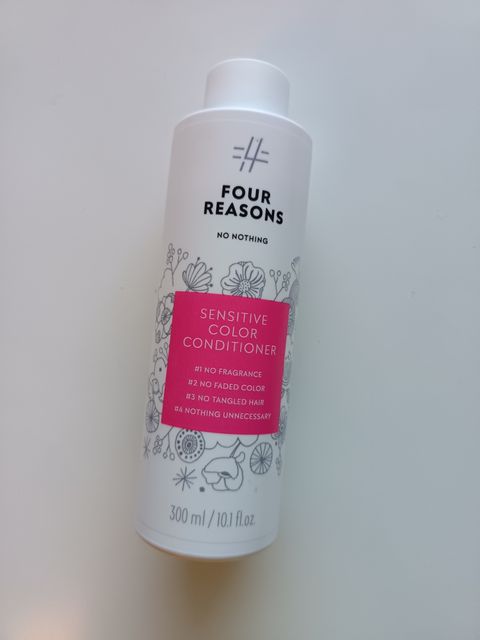 FOUR
REASONS
NO NOTHING
SENSITIVE
COLOR
CONDITIONER
#1 NO FRAGRANCE
#2 NO FADED COLOR
#3 NO TANGLED HAIR
#4 NOTHING UNNECESSARY
300 ml / 10.1 fl.oz.